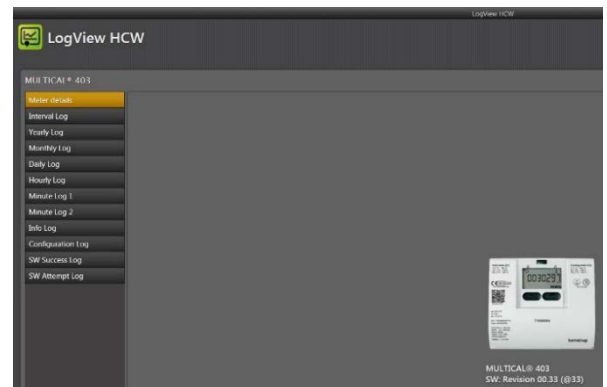 LogView HCW
LogView HCW
MULTICAL® 403
Meter details
Interval Log
Yearly Log
Monthly Log
Daily Log
Hourly Log
Minute Log 1
Minute Log 2
Info Log
Configuration Log
SW Success Log
SW Attempt Log
kamstrup
MULTICAL® 403
SW: Revision 00.33 (@33)